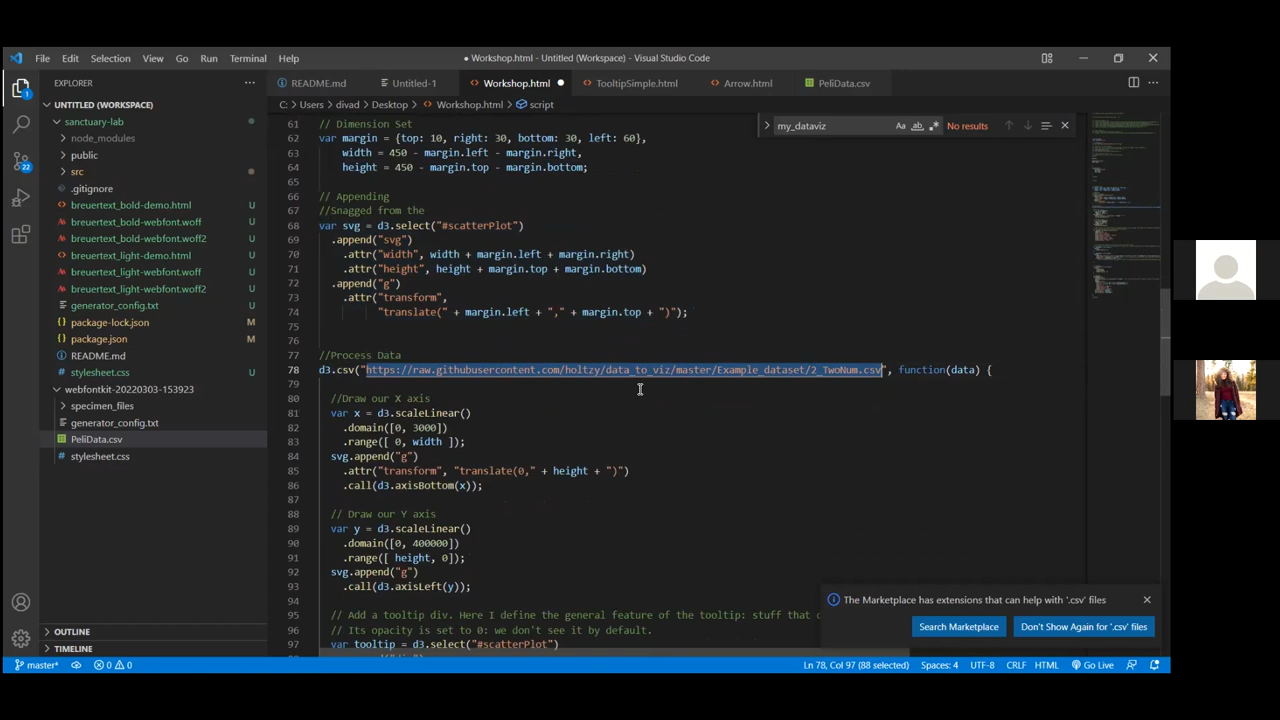 File Edit Selection View Go Run Terminal Help
● Workshop.html - Untitled (Workspace) - Visual Studio Code
EXPLORER
README.md
Untitled-1
Workshop.html
TooltipSimple.html
Arrow.html
PeliData.csv
UNTITLED (WORKSPACE)
C: > Users > divad > Desktop > Workshop.html > script
sanctuary-lab
node_modules
public
src
.gitignore
breuertext_bold-demo.html U
breuertext_bold-webfont.woff U
breuertext_bold-webfont.woff2 U
breuertext_light-demo.html U
breuertext_light-webfont.woff U
breuertext_light-webfont.woff2 U
generator_config.txt U
package-lock.json M
package.json M
README.md
stylesheet.css U
webfontkit-20220303-153923
specimen_files
generator_config.txt
PeliData.csv
stylesheet.css
OUTLINE
TIMELINE
1
22
my_dataviz Aa ab No results
61 // Dimension Set
62 var margin = {top: 10, right: 30, bottom: 30, left: 60},
63 width = 450 - margin.left - margin.right,
64 height = 450 - margin.top - margin.bottom;
65
66 // Appending
67 //Snagged from the
68 var svg = d3.select("#scatterPlot")
69 .append("svg")
70 .attr("width", width + margin.left + margin.right)
71 .attr("height", height + margin.top + margin.bottom)
72 .append("g")
73 .attr("transform",
74 "translate(" + margin.left + "," + margin.top + ")");
75
76
77 //Process Data
78 d3.csv("https://raw.githubusercontent.com/holtzy/data_to_viz/master/Example_dataset/2_TwoNum.csv", function(data) {
79
80 //Draw our X axis
81 var x = d3.scaleLinear()
82 .domain([0, 3000])
83 .range([ 0, width ]);
84 svg.append("g")
85 .attr("transform", "translate(0," + height + ")")
86 .call(d3.axisBottom(x));
87
88 // Draw our Y axis
89 var y = d3.scaleLinear()
90 .domain([0, 400000])
91 .range([ height, 0]);
92 svg.append("g")
93 .call(d3.axisLeft(y));
94
95 // Add a tooltip div. Here I define the general feature of the tooltip: stuff that
96 // Its opacity is set to 0: we don't see it by default.
97 var tooltip = d3.select("#scatterPlot")
The Marketplace has extensions that can help with '.csv' files
Search Marketplace
Don't Show Again for '.csv' files
master* 0 0 Ln 78, Col 97 (88 selected) Spaces: 4 UTF-8 CRLF HTML Go Live